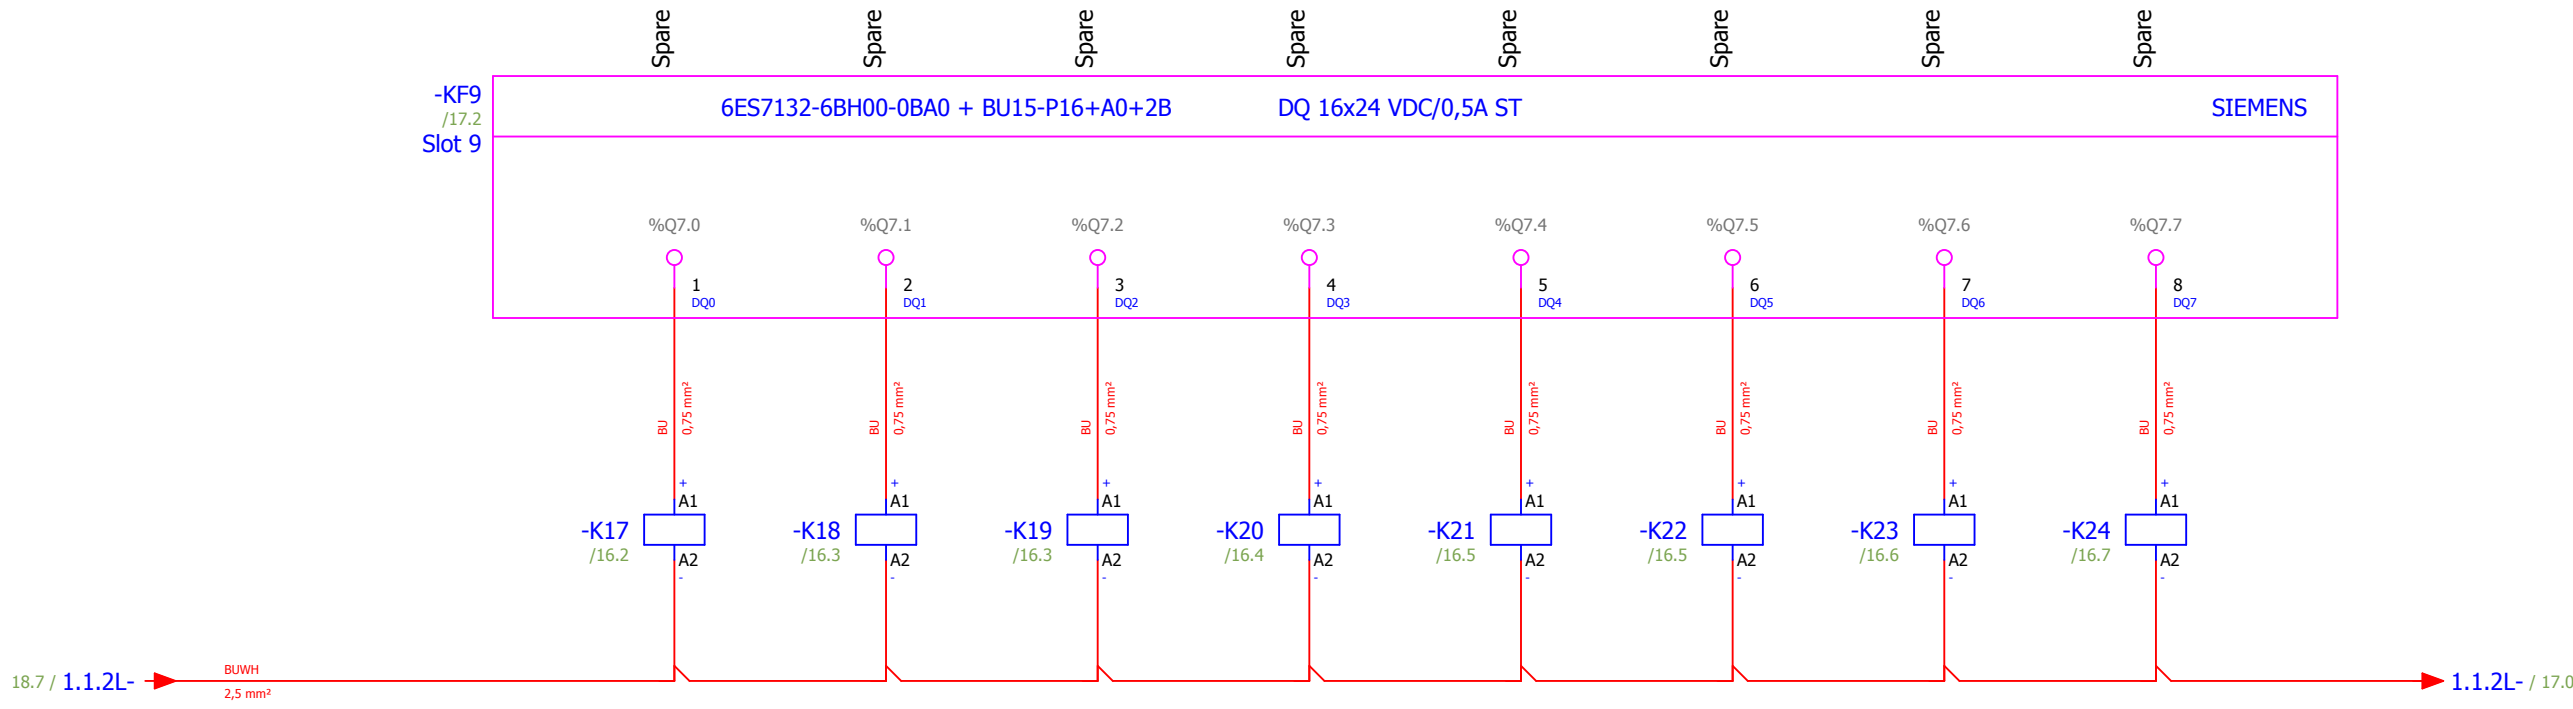 Spare Spare Spare Spare Spare Spare Spare Spare
-KF9 6ES7132-6BH00-0BA0 + BU15-P16+A0+2B DQ 16x24 VDC/0,5A ST SIEMENS
/17.2
Slot 9
%Q7.0 %Q7.1 %Q7.2 %Q7.3 %Q7.4 %Q7.5 %Q7.6 %Q7.7
1 2 3 4 5 6 7 8
DQ0 DQ1 DQ2 DQ3 DQ4 DQ5 DQ6 DQ7
BU 0,75 mm² BU 0,75 mm² BU 0,75 mm² BU 0,75 mm² BU 0,75 mm² BU 0,75 mm² BU 0,75 mm² BU 0,75 mm²
+ + + + + + + +
A1 A1 A1 A1 A1 A1 A1 A1
-K17 -K18 -K19 -K20 -K21 -K22 -K23 -K24
/16.2 /16.3 /16.3 /16.4 /16.5 /16.5 /16.6 /16.7
A2 A2 A2 A2 A2 A2 A2 A2
- - - - - - - -
BUWH
18.7 / 1.1.2L- 1.1.2L- / 17.0
2,5 mm²